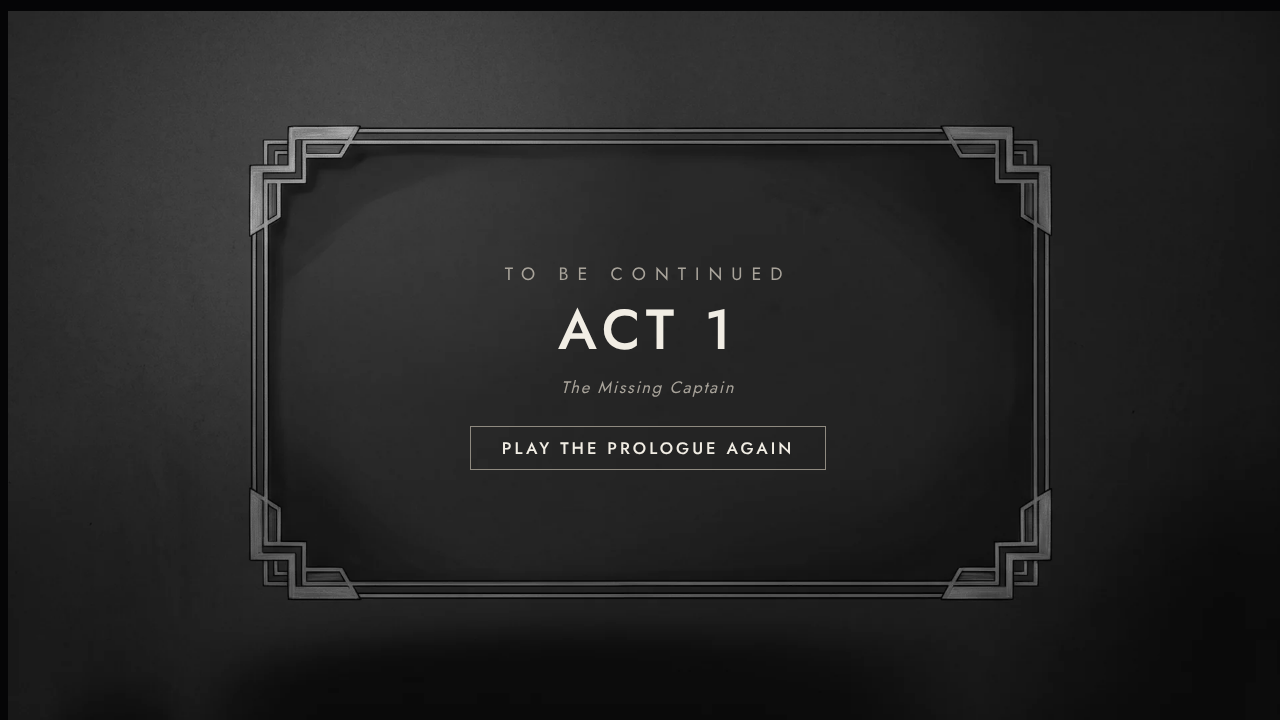 TO BE CONTINUED
ACT 1
The Missing Captain
PLAY THE PROLOGUE AGAIN